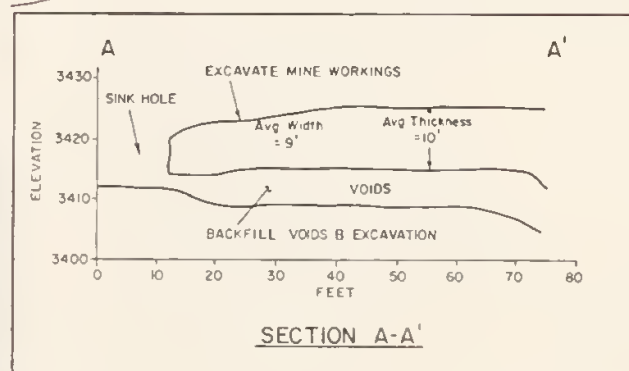 A A'
3430
EXCAVATE MINE WORKINGS
SINK HOLE
Avg Width
= 9'
Avg Thickness
=10'
3420
ELEVATION
VOIDS
3410
BACKFILL VOIDS B EXCAVATION
3400
0 10 20 30 40 50 60 70 80
FEET
SECTION A-A'